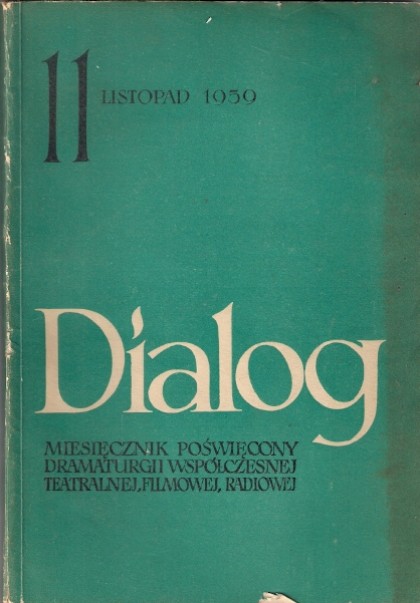 11 LISTOPAD 1959
Dialog
MIESIĘCZNIK POŚWIĘCONY
DRAMATURGII WSPÓŁCZESNEJ
TEATRALNEJ, FILMOWEJ, RADIOWEJ